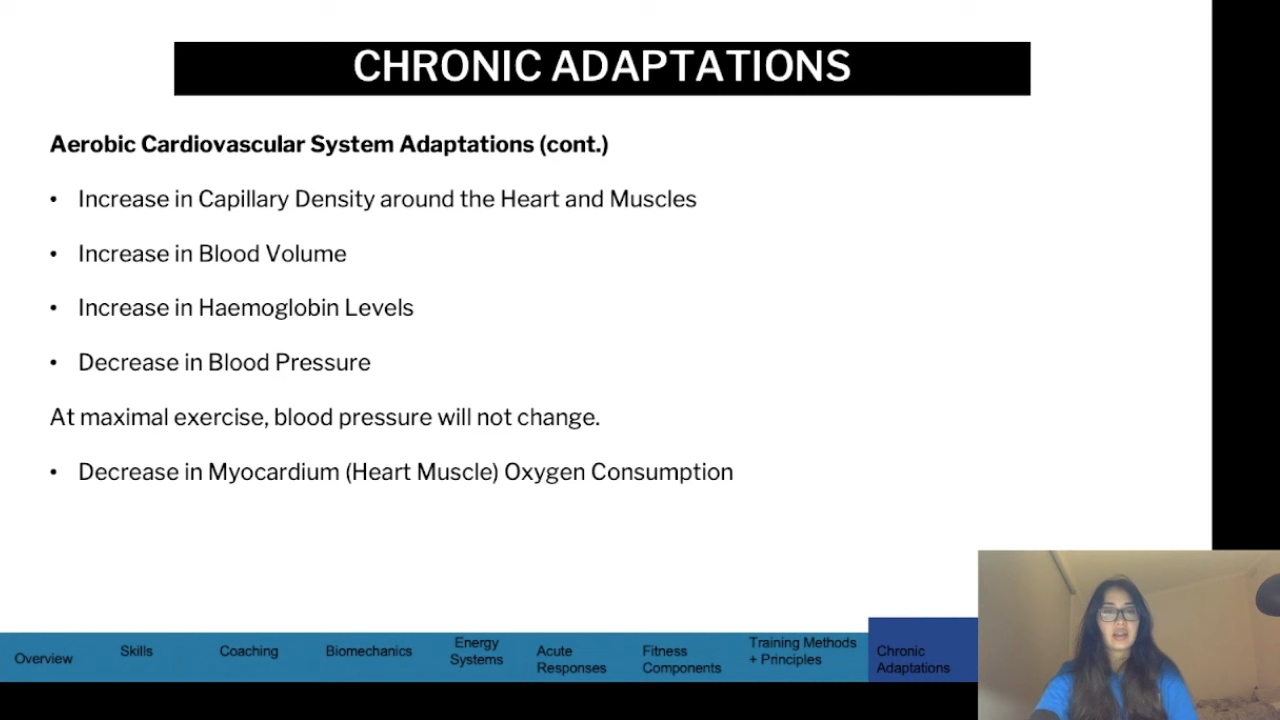 CHRONIC ADAPTATIONS
Aerobic Cardiovascular System Adaptations (cont.)
• Increase in Capillary Density around the Heart and Muscles
• Increase in Blood Volume
• Increase in Haemoglobin Levels
• Decrease in Blood Pressure
At maximal exercise, blood pressure will not change.
• Decrease in Myocardium (Heart Muscle) Oxygen Consumption
Overview
Skills
Coaching
Biomechanics
Energy
Systems
Acute
Responses
Fitness
Components
Training Methods
+ Principles
Chronic
Adaptations